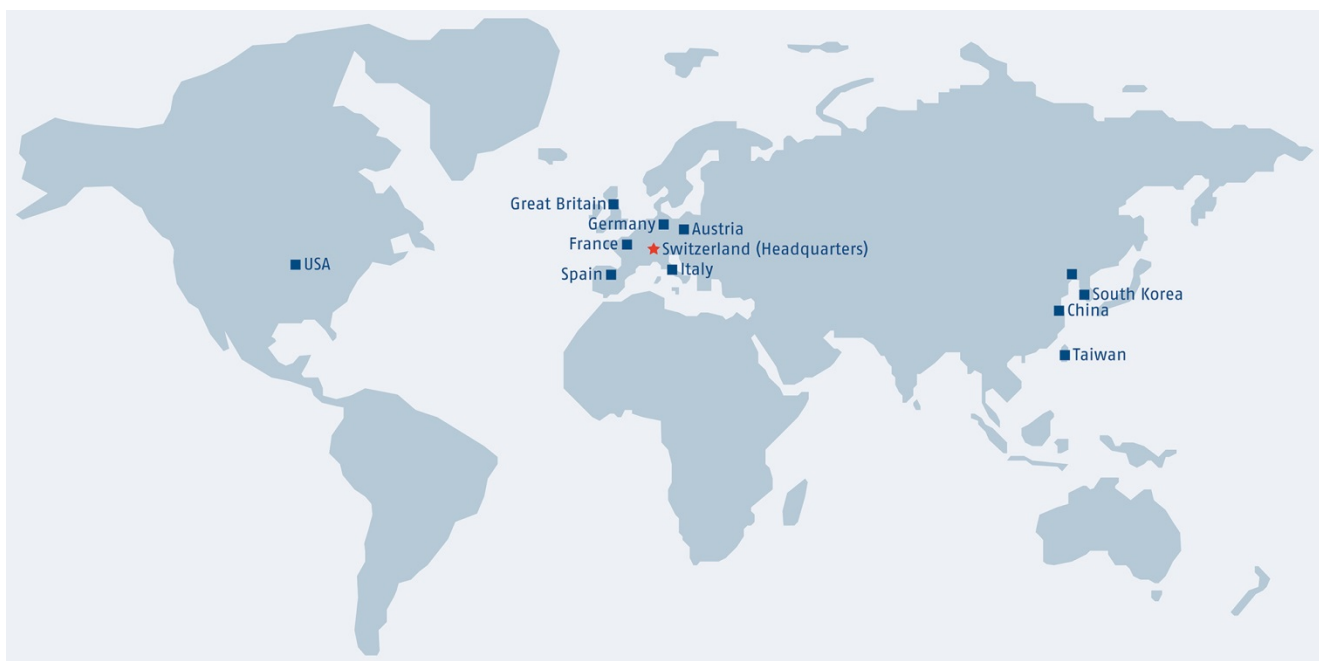 Great Britain
Germany
Austria
France
Switzerland (Headquarters)
USA
Spain
Italy
South Korea
China
Taiwan